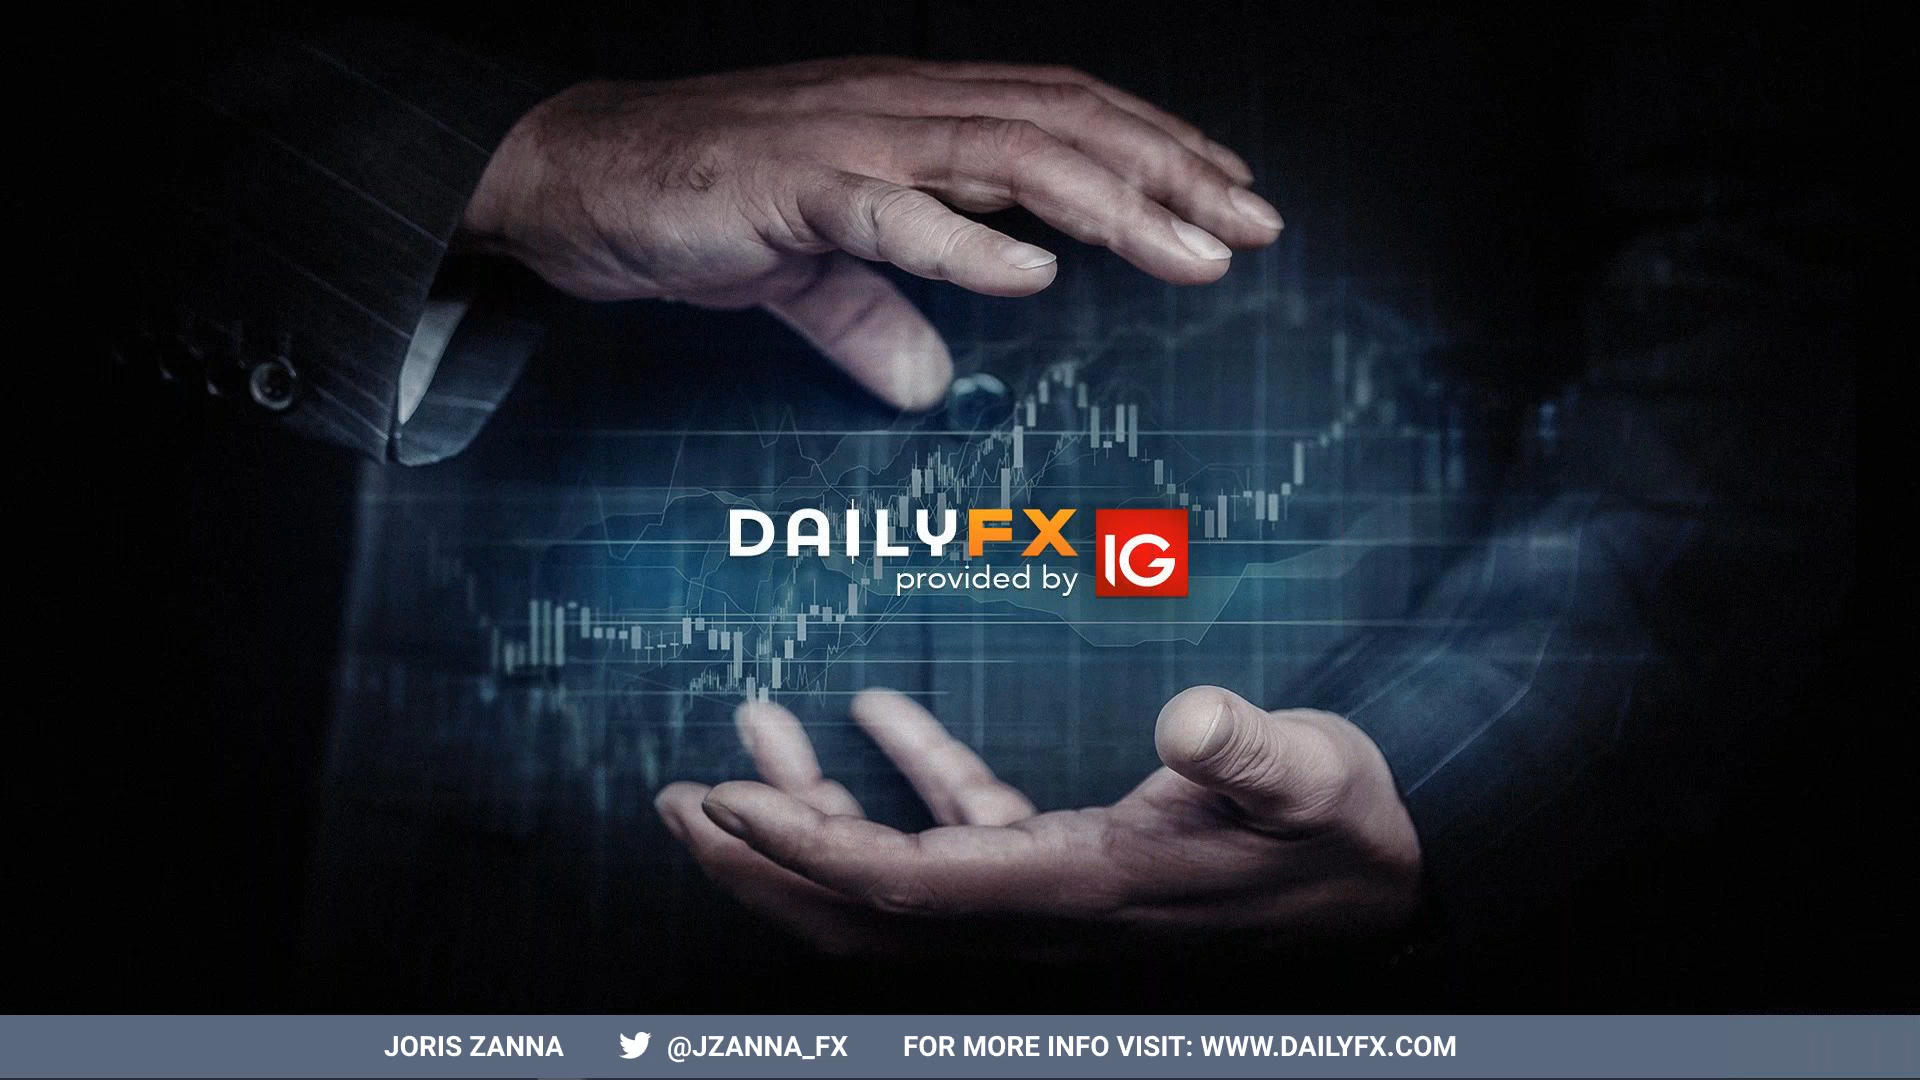 DAILYFX
provided by
IG
JORIS ZANNA @JZANNA_FX FOR MORE INFO VISIT: WWW.DAILYFX.COM